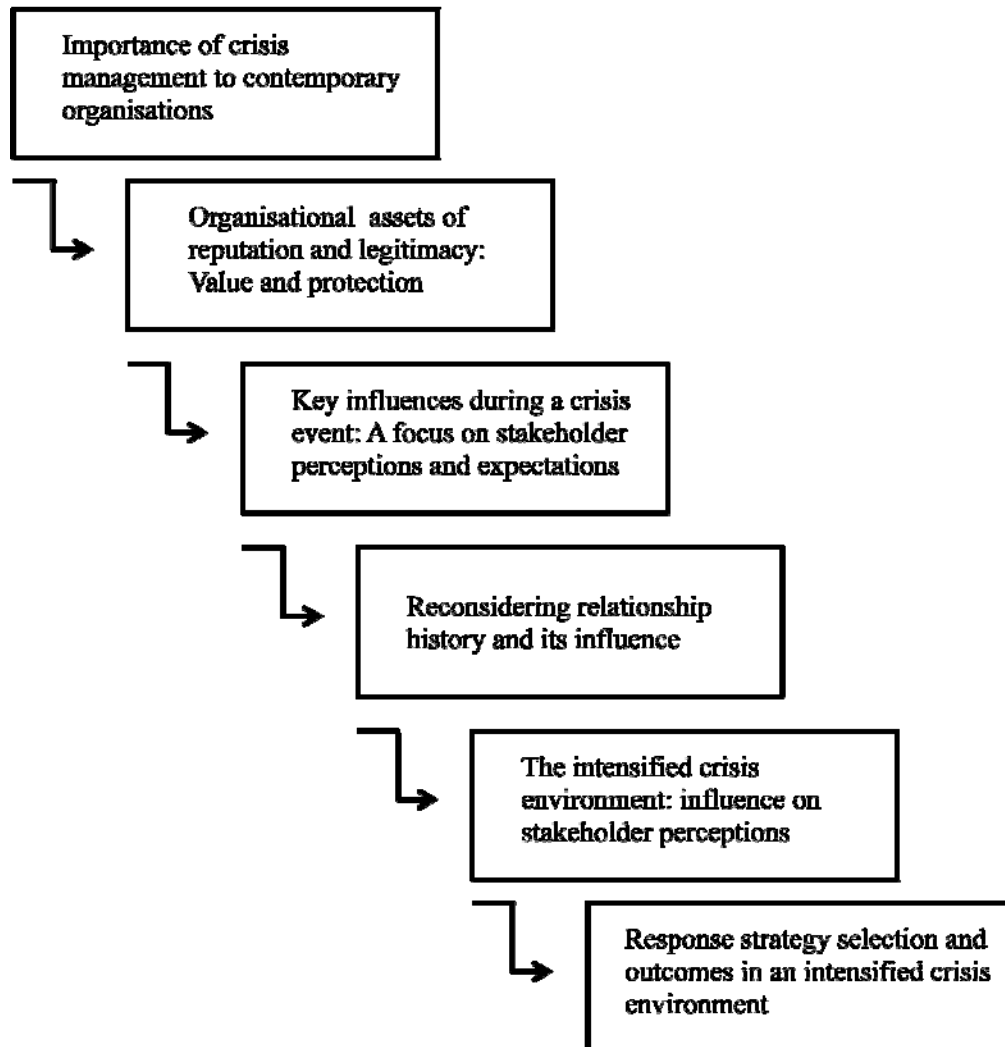 Importance of crisis
management to contemporary
organisations
Organisational assets of
reputation and legitimacy:
Value and protection
Key influences during a crisis
event: A focus on stakeholder
perceptions and expectations
Reconsidering relationship
history and its influence
The intensified crisis
environment: influence on
stakeholder perceptions
Response strategy selection and
outcomes in an intensified crisis
environment